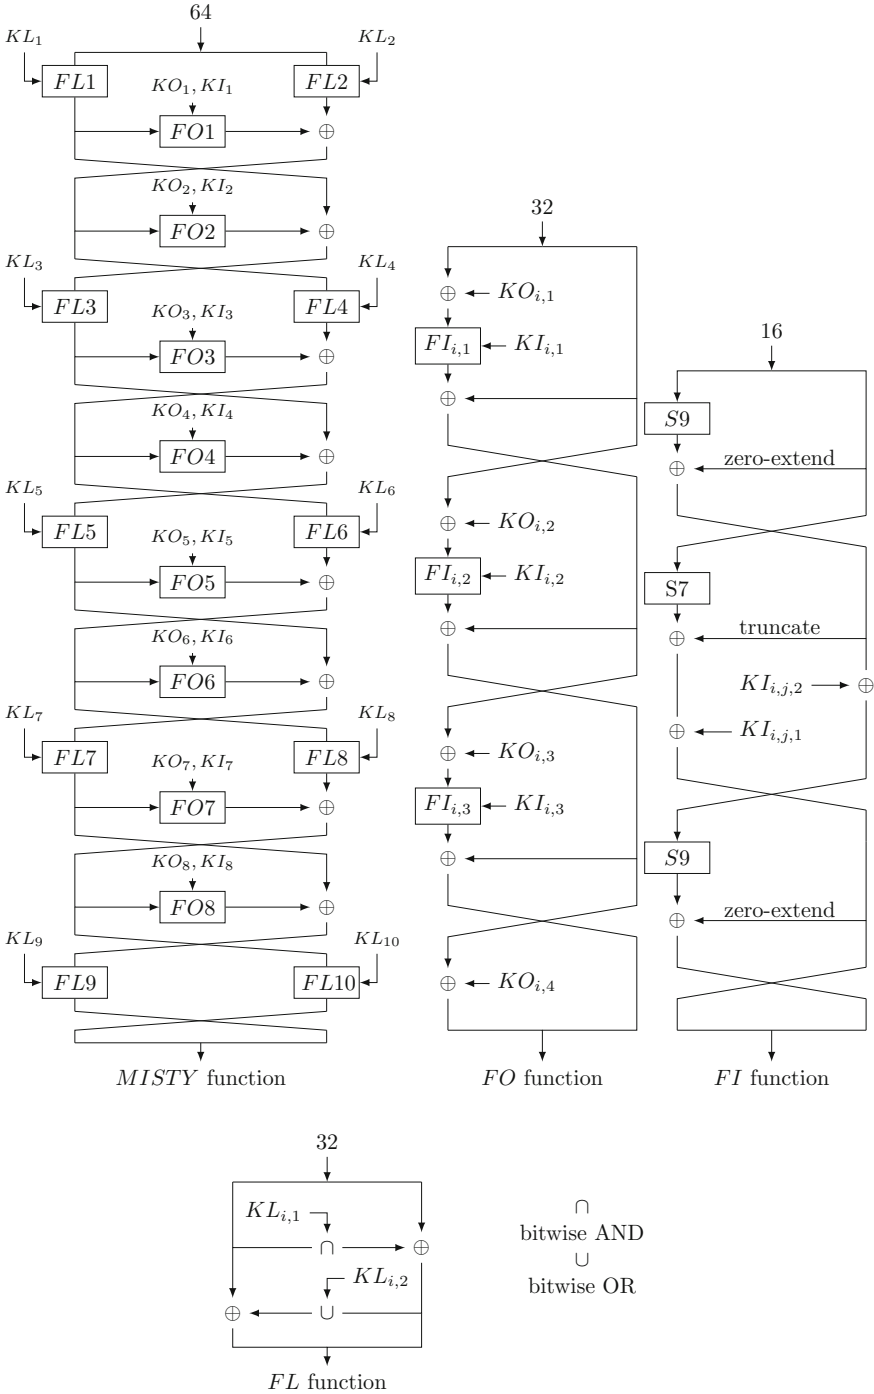 64
KL₁ KL₂
FL1 FL2
KO₁, KI₁
FO1 ⊕
KO₂, KI₂
FO2 ⊕
KL₃ KL₄
FL3 FL4
KO₃, KI₃
FO3 ⊕
KO₄, KI₄
FO4 ⊕
KL₅ KL₆
FL5 FL6
KO₅, KI₅
FO5 ⊕
KO₆, KI₆
FO6 ⊕
KL₇ KL₈
FL7 FL8
KO₇, KI₇
FO7 ⊕
KO₈, KI₈
FO8 ⊕
KL₉ KL₁₀
FL9 FL10
MISTY function
32
⊕ KOᵢ,₁
FIᵢ,₁ KIᵢ,₁
⊕
⊕ KOᵢ,₂
FIᵢ,₂ KIᵢ,₂
⊕
⊕ KOᵢ,₃
FIᵢ,₃ KIᵢ,₃
⊕
⊕ KOᵢ,₄
FO function
16
S9
⊕ zero-extend
S7
⊕ truncate
KIᵢ,ⱼ,₂ ⊕
⊕ KIᵢ,ⱼ,₁
S9
⊕ zero-extend
FI function
32
KLᵢ,₁
∩ ⊕
KLᵢ,₂
⊕ ∪
FL function
∩
bitwise AND
∪
bitwise OR